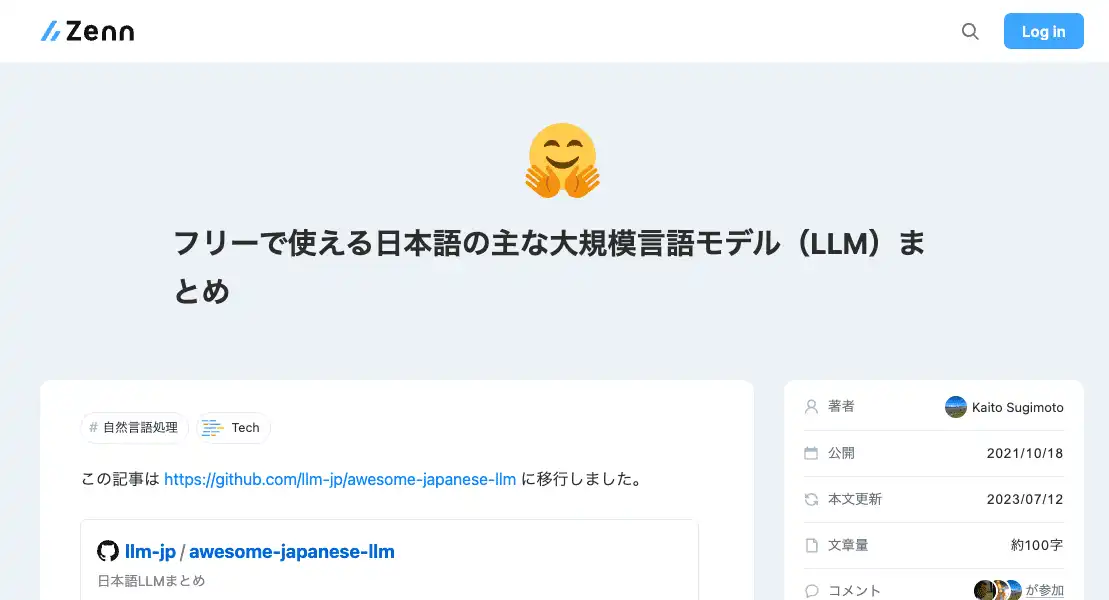 Zenn
Log in
フリーで使える日本語の主な大規模言語モデル（LLM）ま
とめ
# 自然言語処理
Tech
この記事は https://github.com/llm-jp/awesome-japanese-llm に移行しました。
llm-jp / awesome-japanese-llm
日本語LLMまとめ
著者 Kaito Sugimoto
公開 2021/10/18
本文更新 2023/07/12
文章量 約100字
コメント が参加